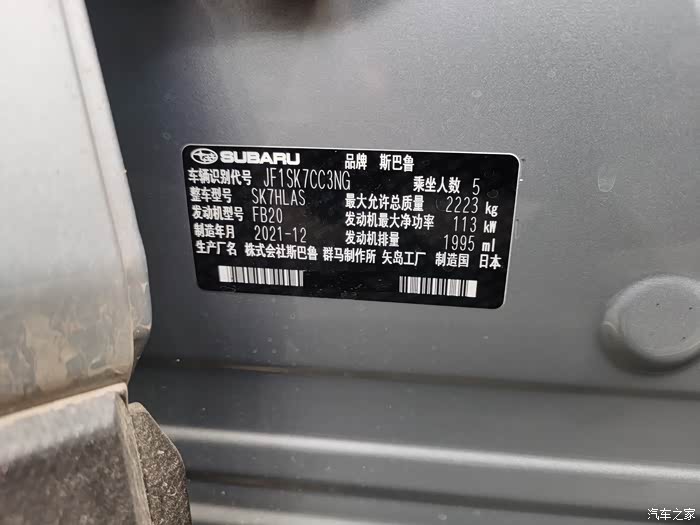 SUBARU 品牌 斯巴鲁
车辆识别代号 JF1SK7CC3NG 乘坐人数 5
整车型号 SK7HLAS 最大允许总质量 2223 kg
发动机型号 FB20 发动机最大净功率 113 kW
制造年月 2021-12 发动机排量 1995 ml
生产厂名 株式会社斯巴鲁 群马制作所 矢岛工厂 制造国 日本
汽车之家